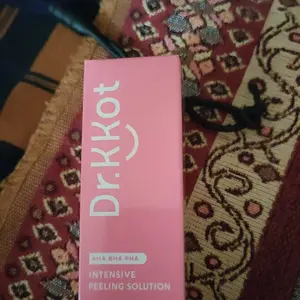 Dr.KKot
AHA BHA PHA
INTENSIVE
PEELING SOLUTION